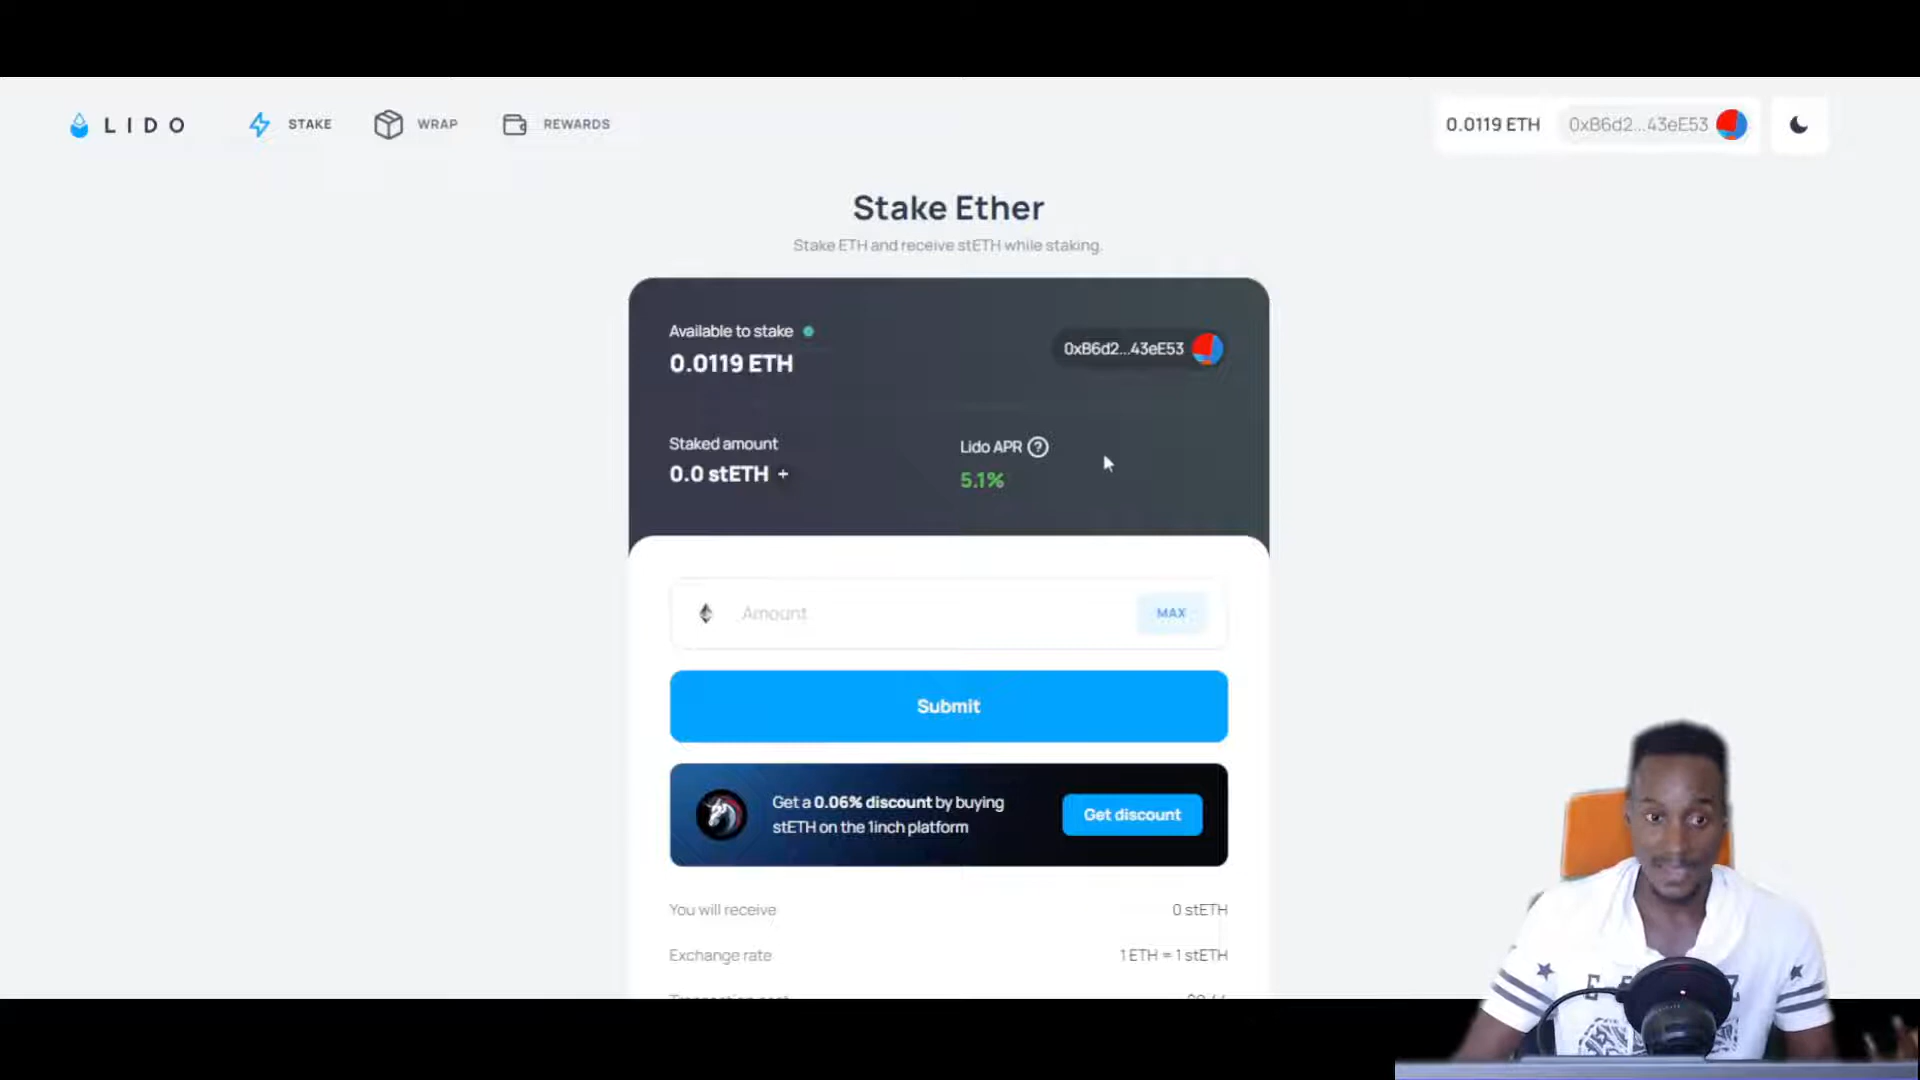 LIDO
STAKE
WRAP
REWARDS
0.0119 ETH
0xB6d2...43eE53
Stake Ether
Stake ETH and receive stETH while staking.
Available to stake
0.0119 ETH
0xB6d2...43eE53
Staked amount
0.0 stETH +
Lido APR ?
5.1%
Amount
MAX
Submit
Get a 0.06% discount by buying
stETH on the 1inch platform
Get discount
You will receive
0 stETH
Exchange rate
1 ETH = 1 stETH